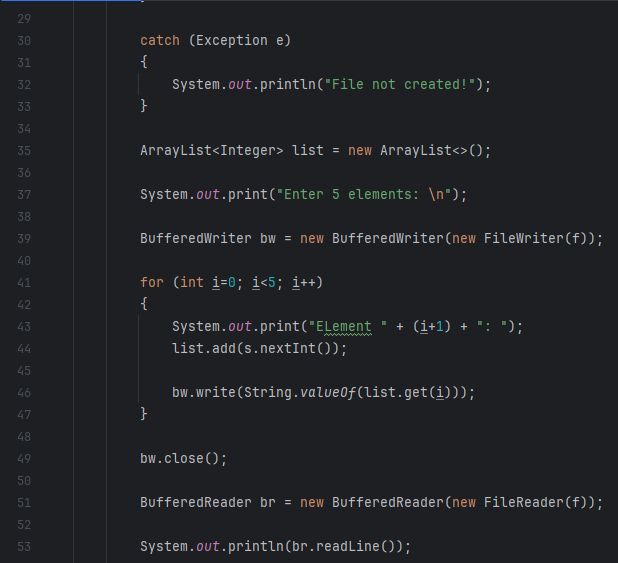 29
30 catch (Exception e)
31 {
32 System.out.println("File not created!");
33 }
34
35 ArrayList<Integer> list = new ArrayList<>();
36
37 System.out.print("Enter 5 elements: \n");
38
39 BufferedWriter bw = new BufferedWriter(new FileWriter(f));
40
41 for (int i=0; i<5; i++)
42 {
43 System.out.print("ELement " + (i+1) + ": ");
44 list.add(s.nextInt());
45
46 bw.write(String.valueOf(list.get(i)));
47 }
48
49 bw.close();
50
51 BufferedReader br = new BufferedReader(new FileReader(f));
52
53 System.out.println(br.readLine());